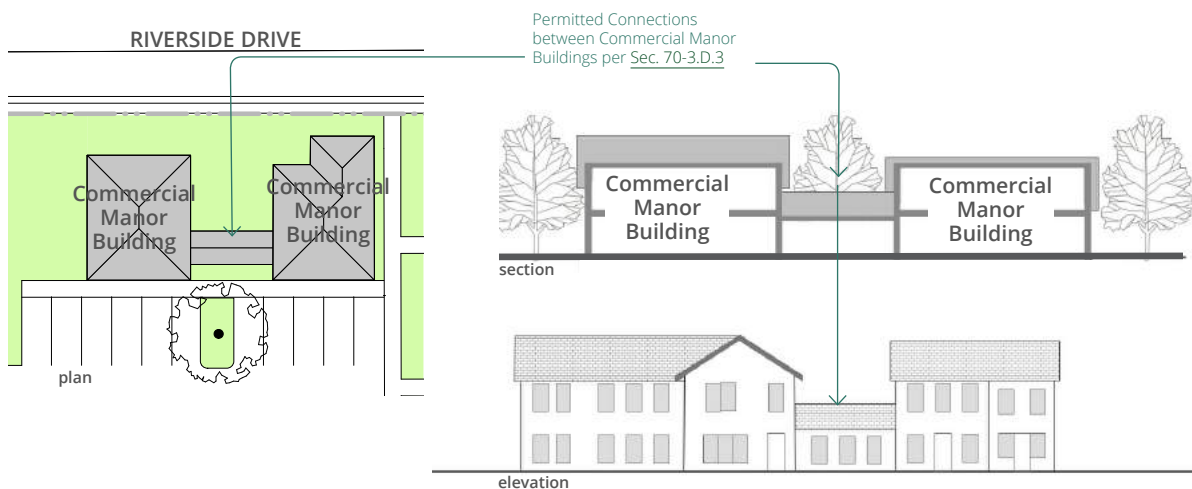 RIVERSIDE DRIVE
Permitted Connections
between Commercial Manor
Buildings per Sec. 70-3.D.3
Commercial
Manor
Building
Commercial
Manor
Building
plan
Commercial
Manor
Building
Commercial
Manor
Building
section
elevation